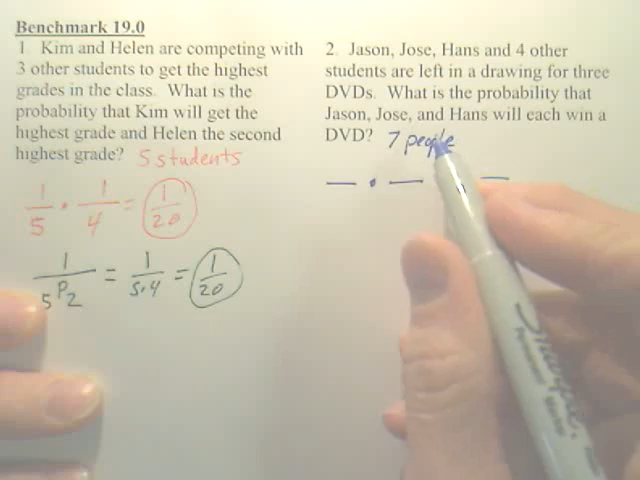 Benchmark 19.0
1 Kim and Helen are competing with
3 other students to get the highest
grades in the class. What is the
probability that Kim will get the
highest grade and Helen the second
highest grade? 5 students
1/5 · 1/4 = 1/20
1/5P2 = 1/5·4 = 1/20
2. Jason, Jose, Hans and 4 other
students are left in a drawing for three
DVDs. What is the probability that
Jason, Jose, and Hans will each win a
DVD? 7 people
Sharpie.
Permanent Marker